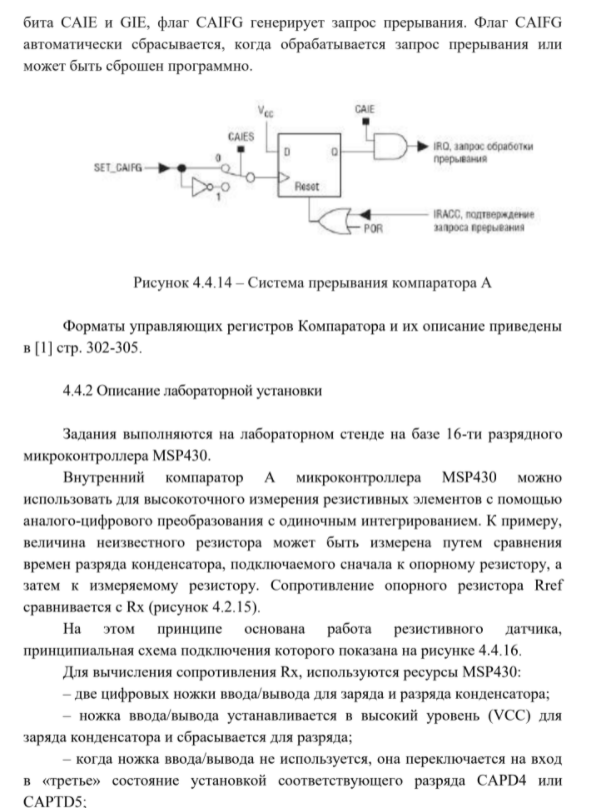 бита CAIE и GIE, флаг CAIFG генерирует запрос прерывания. Флаг CAIFG
автоматически сбрасывается, когда обрабатывается запрос прерывания или
может быть сброшен программно.
VCC
CAIE
CAIES
D
Q
IRQ, запрос обработки
прерывания
0
SET_CAIFG
1
Reset
IRACC, подтверждение
запроса прерывания
POR
Рисунок 4.4.14 – Система прерывания компаратора А
Форматы управляющих регистров Компаратора и их описание приведены
в [1] стр. 302-305.
4.4.2 Описание лабораторной установки
Задания выполняются на лабораторном стенде на базе 16-ти разрядного
микроконтроллера MSP430.
Внутренний компаратор А микроконтроллера MSP430 можно
использовать для высокоточного измерения резистивных элементов с помощью
аналого-цифрового преобразования с одиночным интегрированием. К примеру,
величина неизвестного резистора может быть измерена путем сравнения
времен разряда конденсатора, подключаемого сначала к опорному резистору, а
затем к измеряемому резистору. Сопротивление опорного резистора Rref
сравнивается с Rx (рисунок 4.2.15).
На этом принципе основана работа резистивного датчика,
принципиальная схема подключения которого показана на рисунке 4.4.16.
Для вычисления сопротивления Rx, используются ресурсы MSP430:
– две цифровых ножки ввода/вывода для заряда и разряда конденсатора;
– ножка ввода/вывода устанавливается в высокий уровень (VCC) для
заряда конденсатора и сбрасывается для разряда;
– когда ножка ввода/вывода не используется, она переключается на вход
в «третье» состояние установкой соответствующего разряда CAPD4 или
CAPTD5;